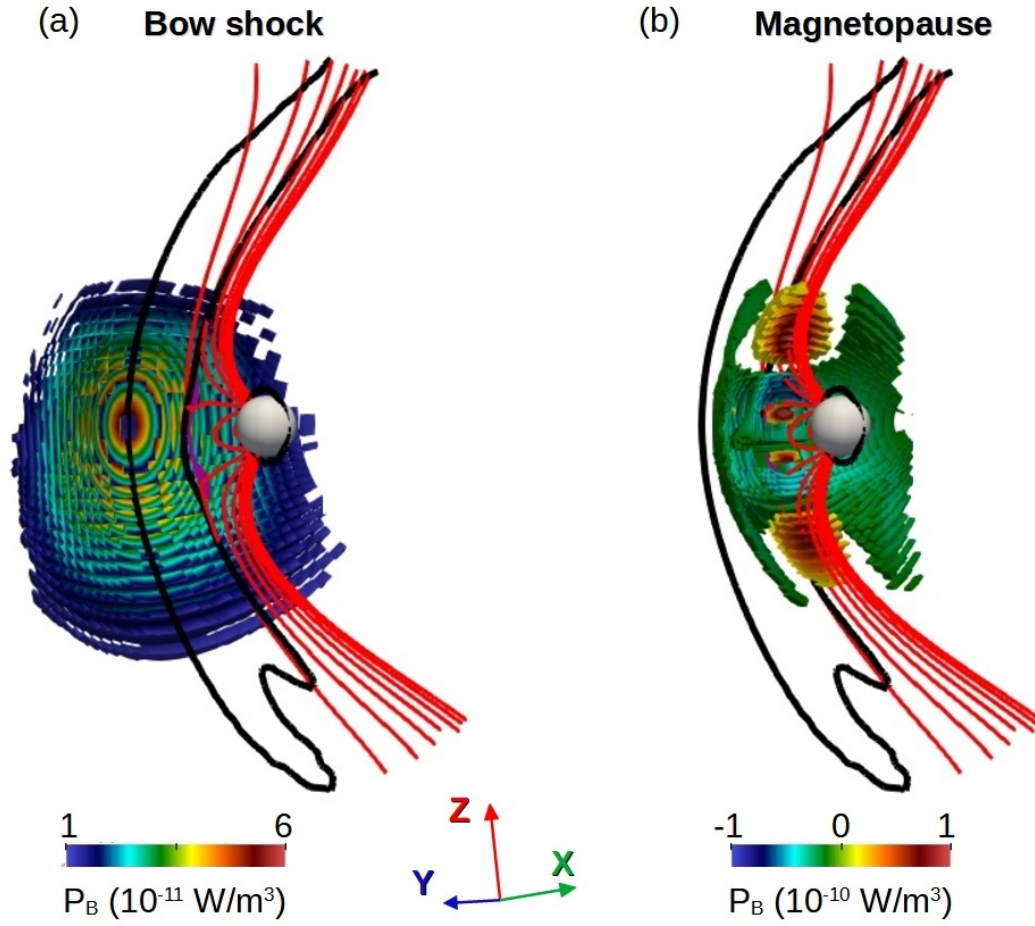 (a) Bow shock
(b) Magnetopause
1 6
P_B (10^-11 W/m^3)
Z
Y X
-1 0 1
P_B (10^-10 W/m^3)